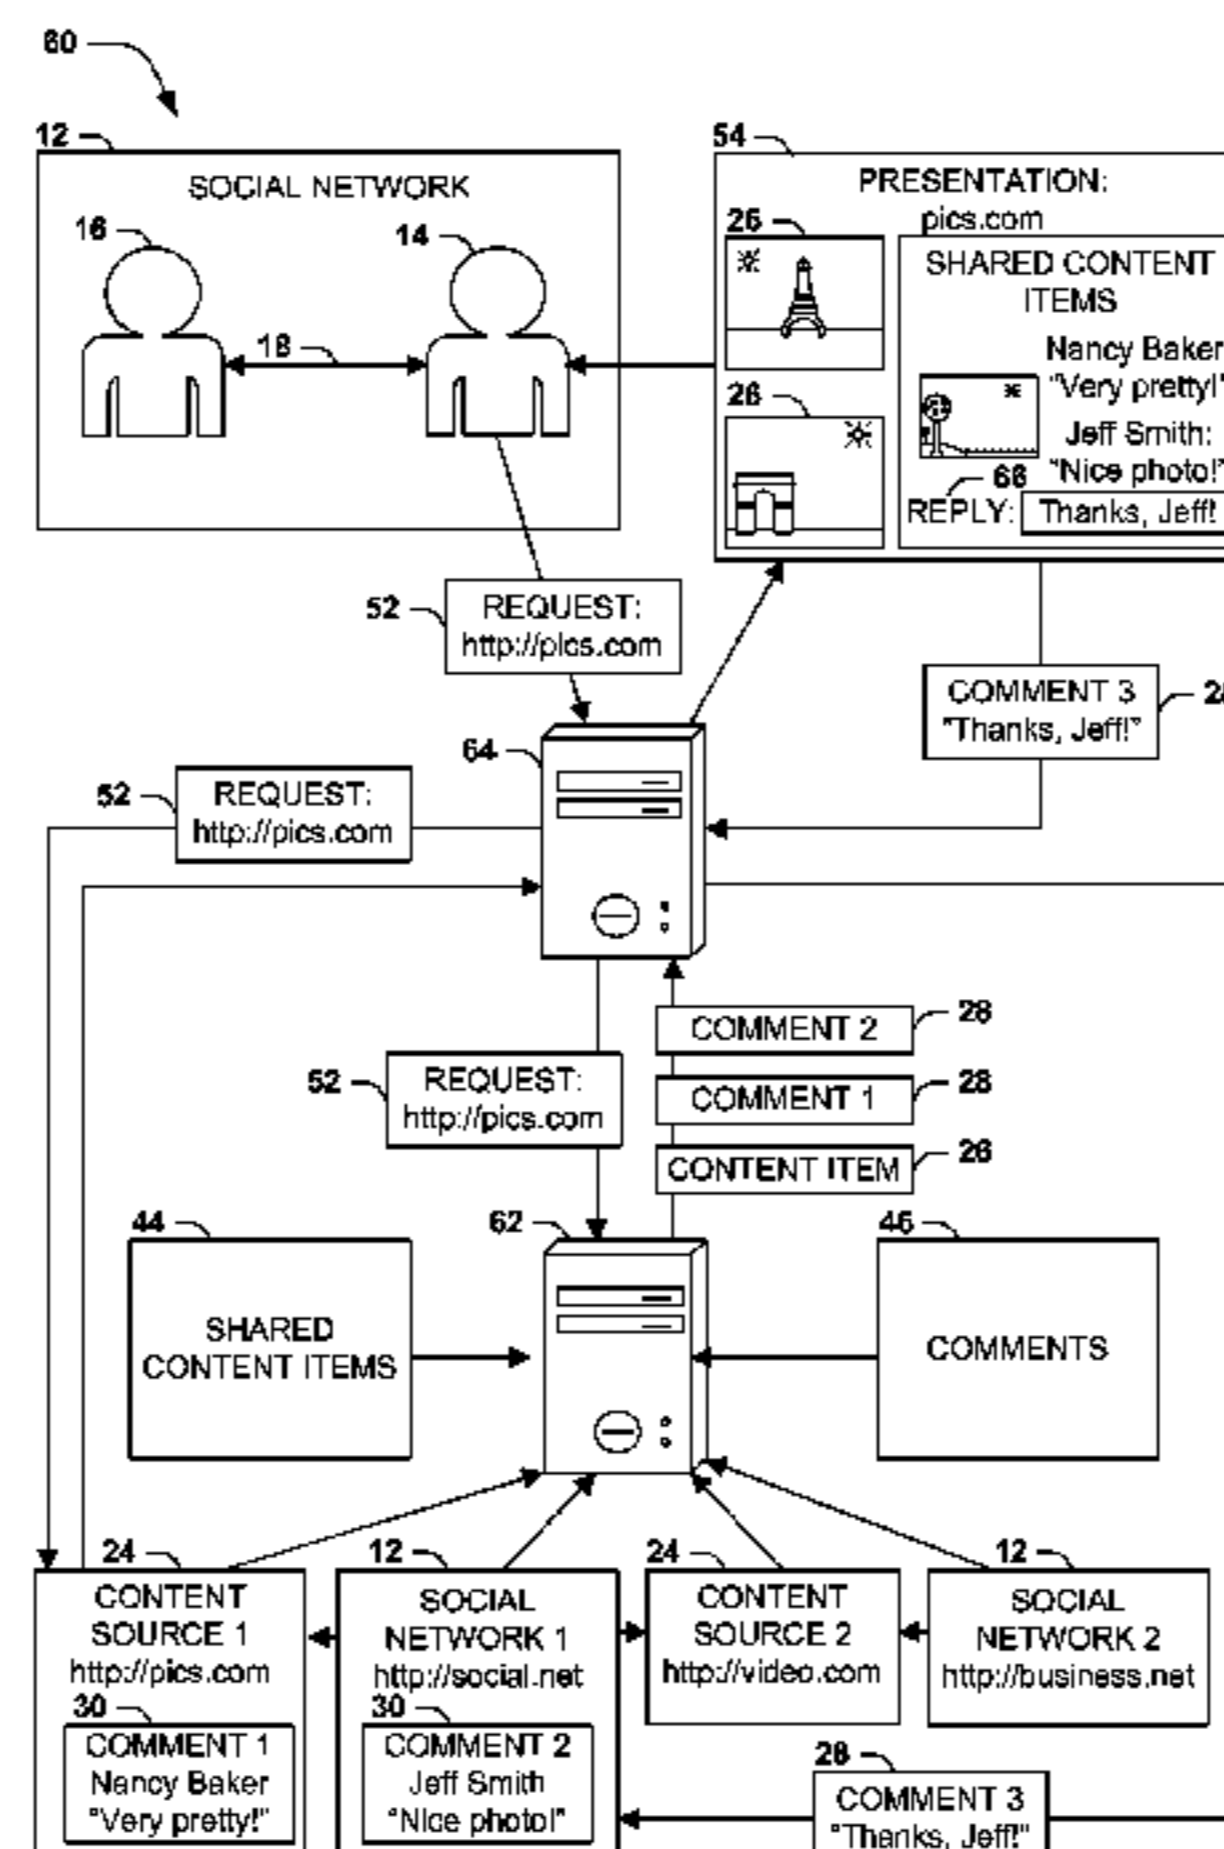 60
12
SOCIAL NETWORK
16
14
18
54
PRESENTATION:
pics.com
26
26
SHARED CONTENT
ITEMS
Nancy Baker
"Very pretty!"
Jeff Smith:
"Nice photo!"
66
REPLY: Thanks, Jeff!
52
REQUEST:
http://pics.com
COMMENT 3
"Thanks, Jeff!"
64
52
REQUEST:
http://pics.com
COMMENT 2
28
52
REQUEST:
http://pics.com
COMMENT 1
28
CONTENT ITEM
26
44
SHARED
CONTENT ITEMS
62
46
COMMENTS
24
CONTENT
SOURCE 1
http://pics.com
30
COMMENT 1
Nancy Baker
"Very pretty!"
12
SOCIAL
NETWORK 1
http://social.net
30
COMMENT 2
Jeff Smith
"Nice photo!"
24
CONTENT
SOURCE 2
http://video.com
12
SOCIAL
NETWORK 2
http://business.net
28
COMMENT 3
"Thanks, Jeff!"